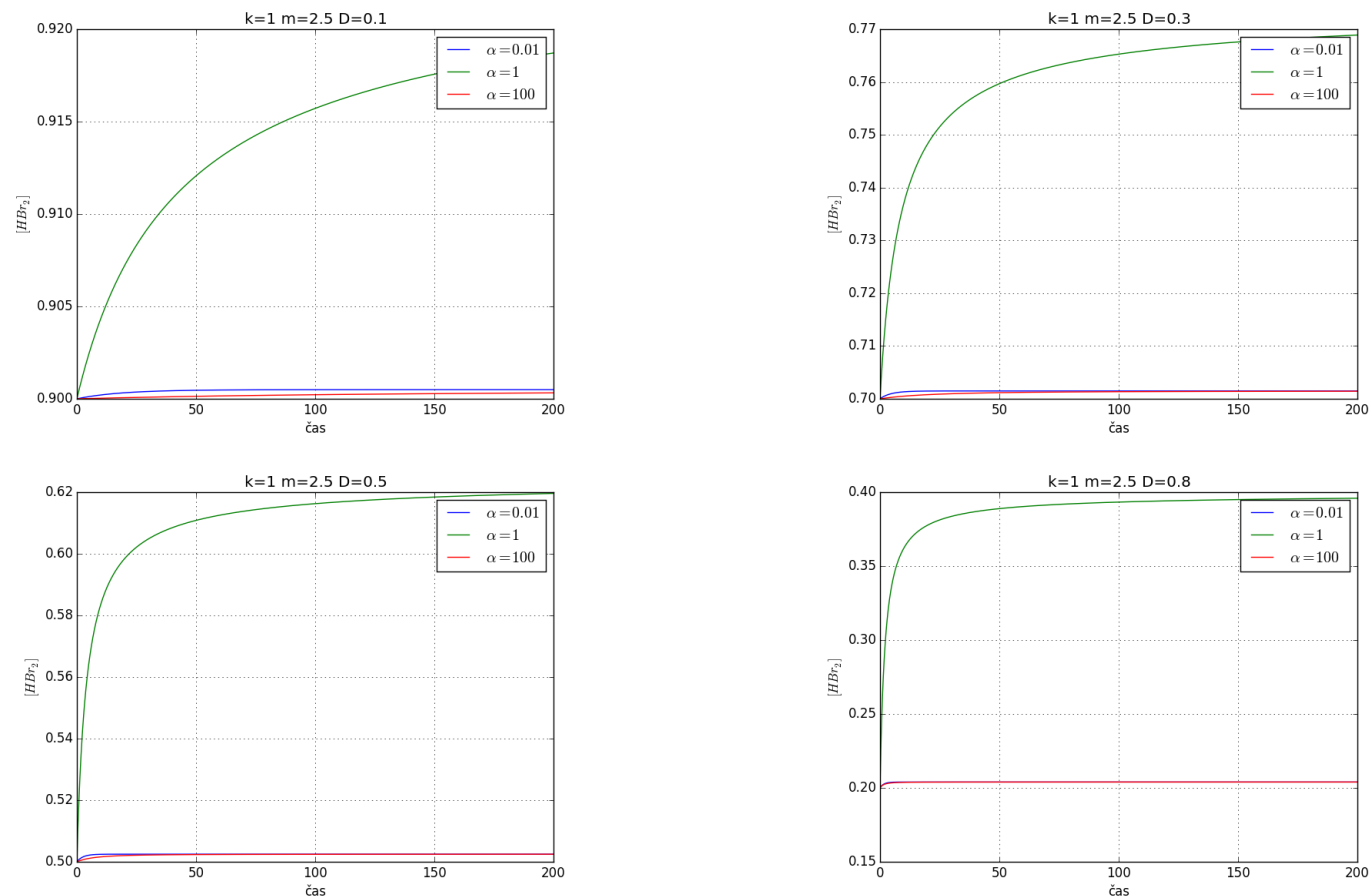 k=1 m=2.5 D=0.1
0.920
0.915
0.910
0.905
0.900
[HBr₂]
α=0.01
α=1
α=100
0 50 100 150 200
čas
k=1 m=2.5 D=0.3
0.77
0.76
0.75
0.74
0.73
0.72
0.71
0.70
[HBr₂]
α=0.01
α=1
α=100
0 50 100 150 200
čas
k=1 m=2.5 D=0.5
0.62
0.60
0.58
0.56
0.54
0.52
0.50
[HBr₂]
α=0.01
α=1
α=100
0 50 100 150 200
čas
k=1 m=2.5 D=0.8
0.40
0.35
0.30
0.25
0.20
0.15
[HBr₂]
α=0.01
α=1
α=100
0 50 100 150 200
čas